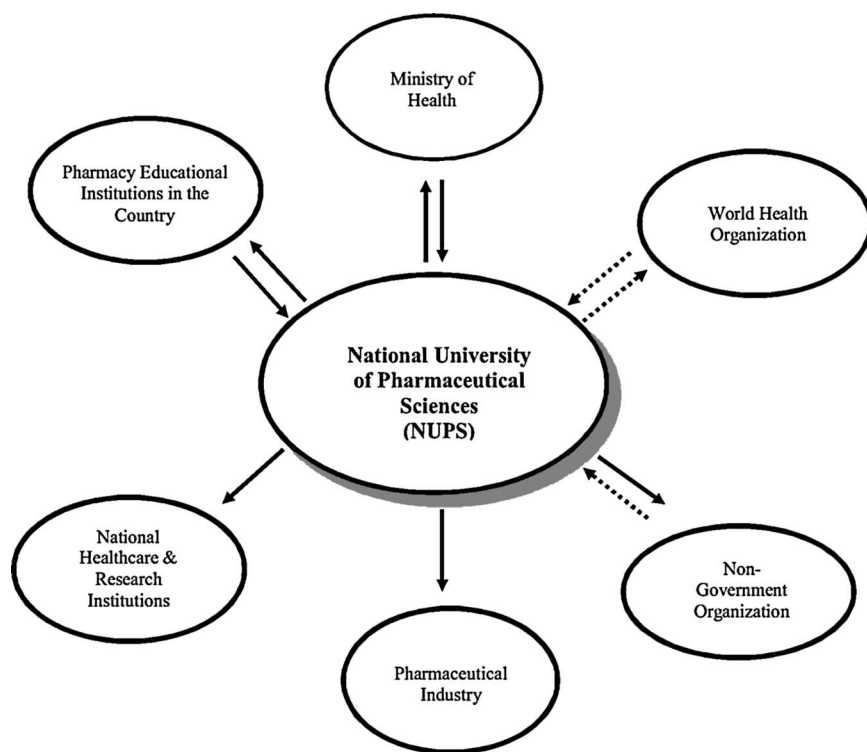 Ministry of
Health
Pharmacy Educational
Institutions in the
Country
World Health
Organization
National University
of Pharmaceutical
Sciences
(NUPS)
National
Healthcare &
Research
Institutions
Non-
Government
Organization
Pharmaceutical
Industry